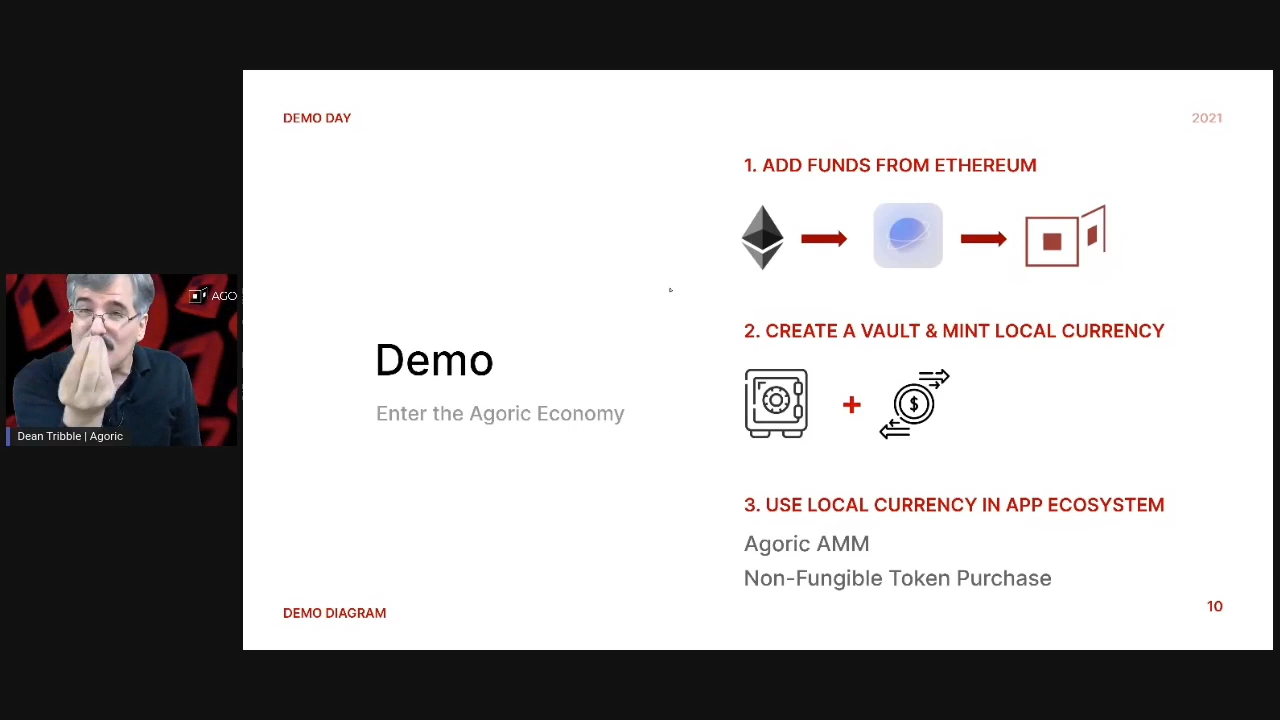 DEMO DAY
2021
1. ADD FUNDS FROM ETHEREUM
2. CREATE A VAULT & MINT LOCAL CURRENCY
$
Demo
Enter the Agoric Economy
3. USE LOCAL CURRENCY IN APP ECOSYSTEM
Agoric AMM
Non-Fungible Token Purchase
DEMO DIAGRAM
10
AGO
Dean Tribble | Agoric